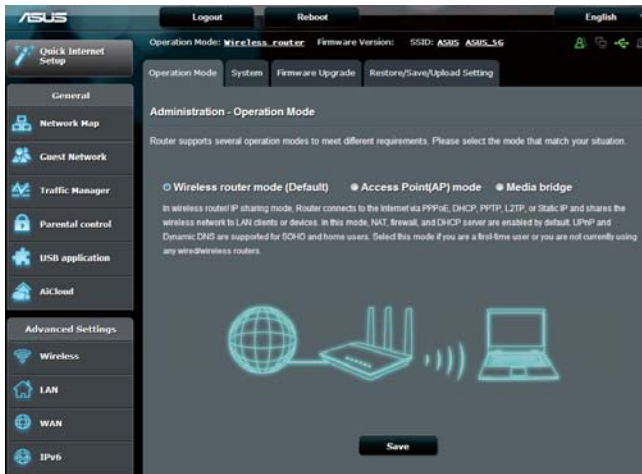 ASUS
Logout
Reboot
English
Quick Internet Setup
Operation Mode: Wireless router Firmware Version: SSID: ASUS ASUS_5G
Operation Mode
System
Firmware Upgrade
Restore/Save/Upload Setting
General
Network Map
Guest Network
Traffic Manager
Parental control
USB application
AiCloud
Advanced Settings
Wireless
LAN
WAN
IPv6
Administration - Operation Mode
Router supports several operation modes to meet different requirements. Please select the mode that match your situation.
Wireless router mode (Default)
Access Point(AP) mode
Media bridge
In wireless router/ IP sharing mode, Router connects to the Internet via PPPoE, DHCP, PPTP, L2TP, or Static IP and shares the
wireless network to LAN clients or devices. In this mode, NAT, firewall, and DHCP server are enabled by default. UPnP and
Dynamic DNS are supported for SOHO and home users. Select this mode if you are a first-time user or you are not currently using
any wired/wireless routers.
Save